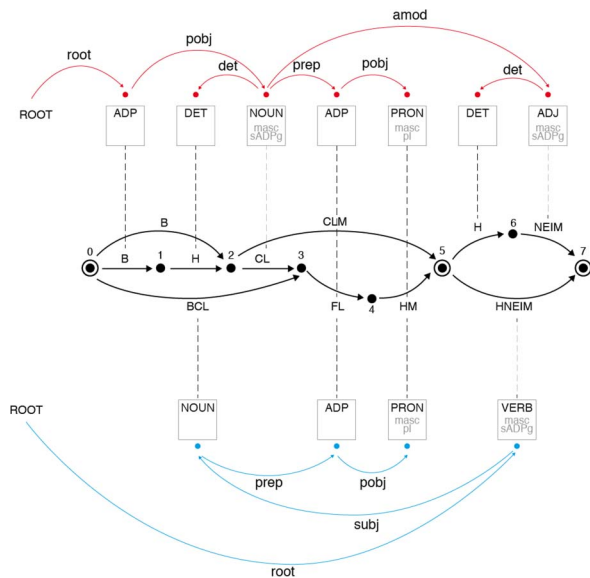 amod
root
pobj
det
prep
pobj
det
ROOT
ADP
DET
NOUN
masc
sADPg
ADP
PRON
masc
pl
DET
ADJ
masc
sADPg
B
CLM
H
6
NEIM
0
B
1
H
2
CL
3
5
7
BCL
FL
4
HM
HNEIM
ROOT
NOUN
ADP
PRON
masc
pl
VERB
masc
sADPg
prep
pobj
subj
root